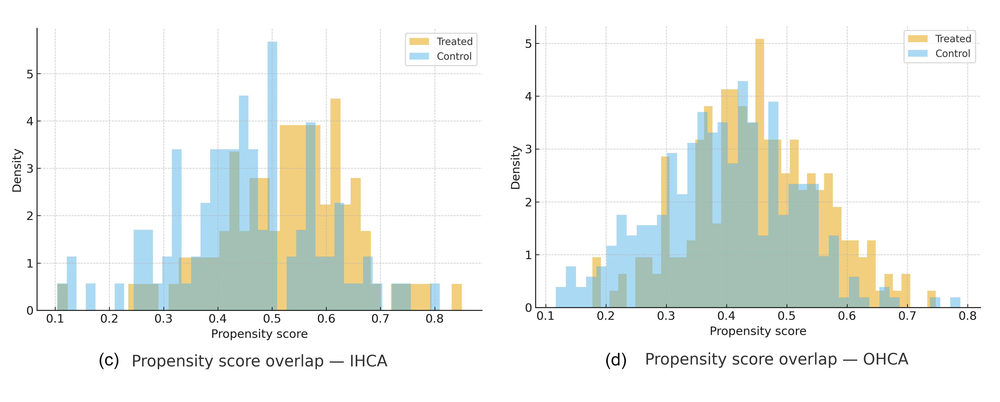 Treated
Control
5
4
3
2
1
0
Density
0.1 0.2 0.3 0.4 0.5 0.6 0.7 0.8
Propensity score
(c) Propensity score overlap — IHCA
Treated
Control
5
4
3
2
1
0
Density
0.1 0.2 0.3 0.4 0.5 0.6 0.7 0.8
Propensity score
(d) Propensity score overlap — OHCA